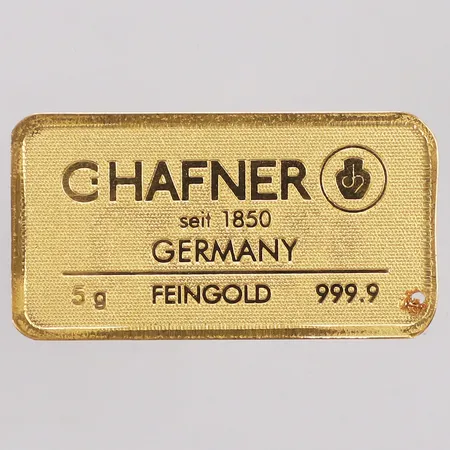 C·HAFNER
seit 1850
GERMANY
5 g FEINGOLD 999.9